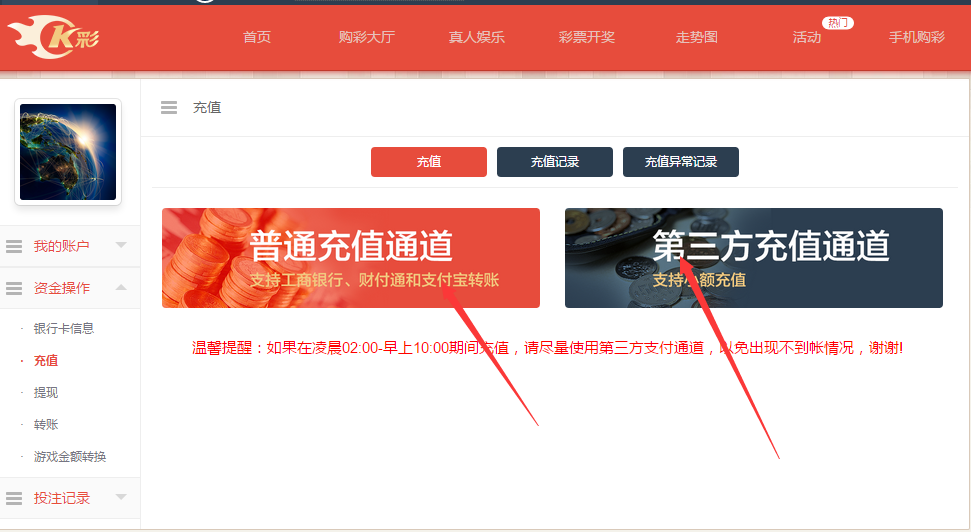 K彩
首页
购彩大厅
真人娱乐
彩票开奖
走势图
活动
热门
手机购彩
充值
充值
充值记录
充值异常记录
我的账户
资金操作
· 银行卡信息
· 充值
· 提现
· 转账
· 游戏金额转换
投注记录
普通充值通道
支持工商银行、财付通和支付宝转账
第三方充值通道
支持小额充值
温馨提醒：如果在凌晨02:00-早上10:00期间充值，请尽量使用第三方支付通道，以免出现不到帐情况，谢谢!